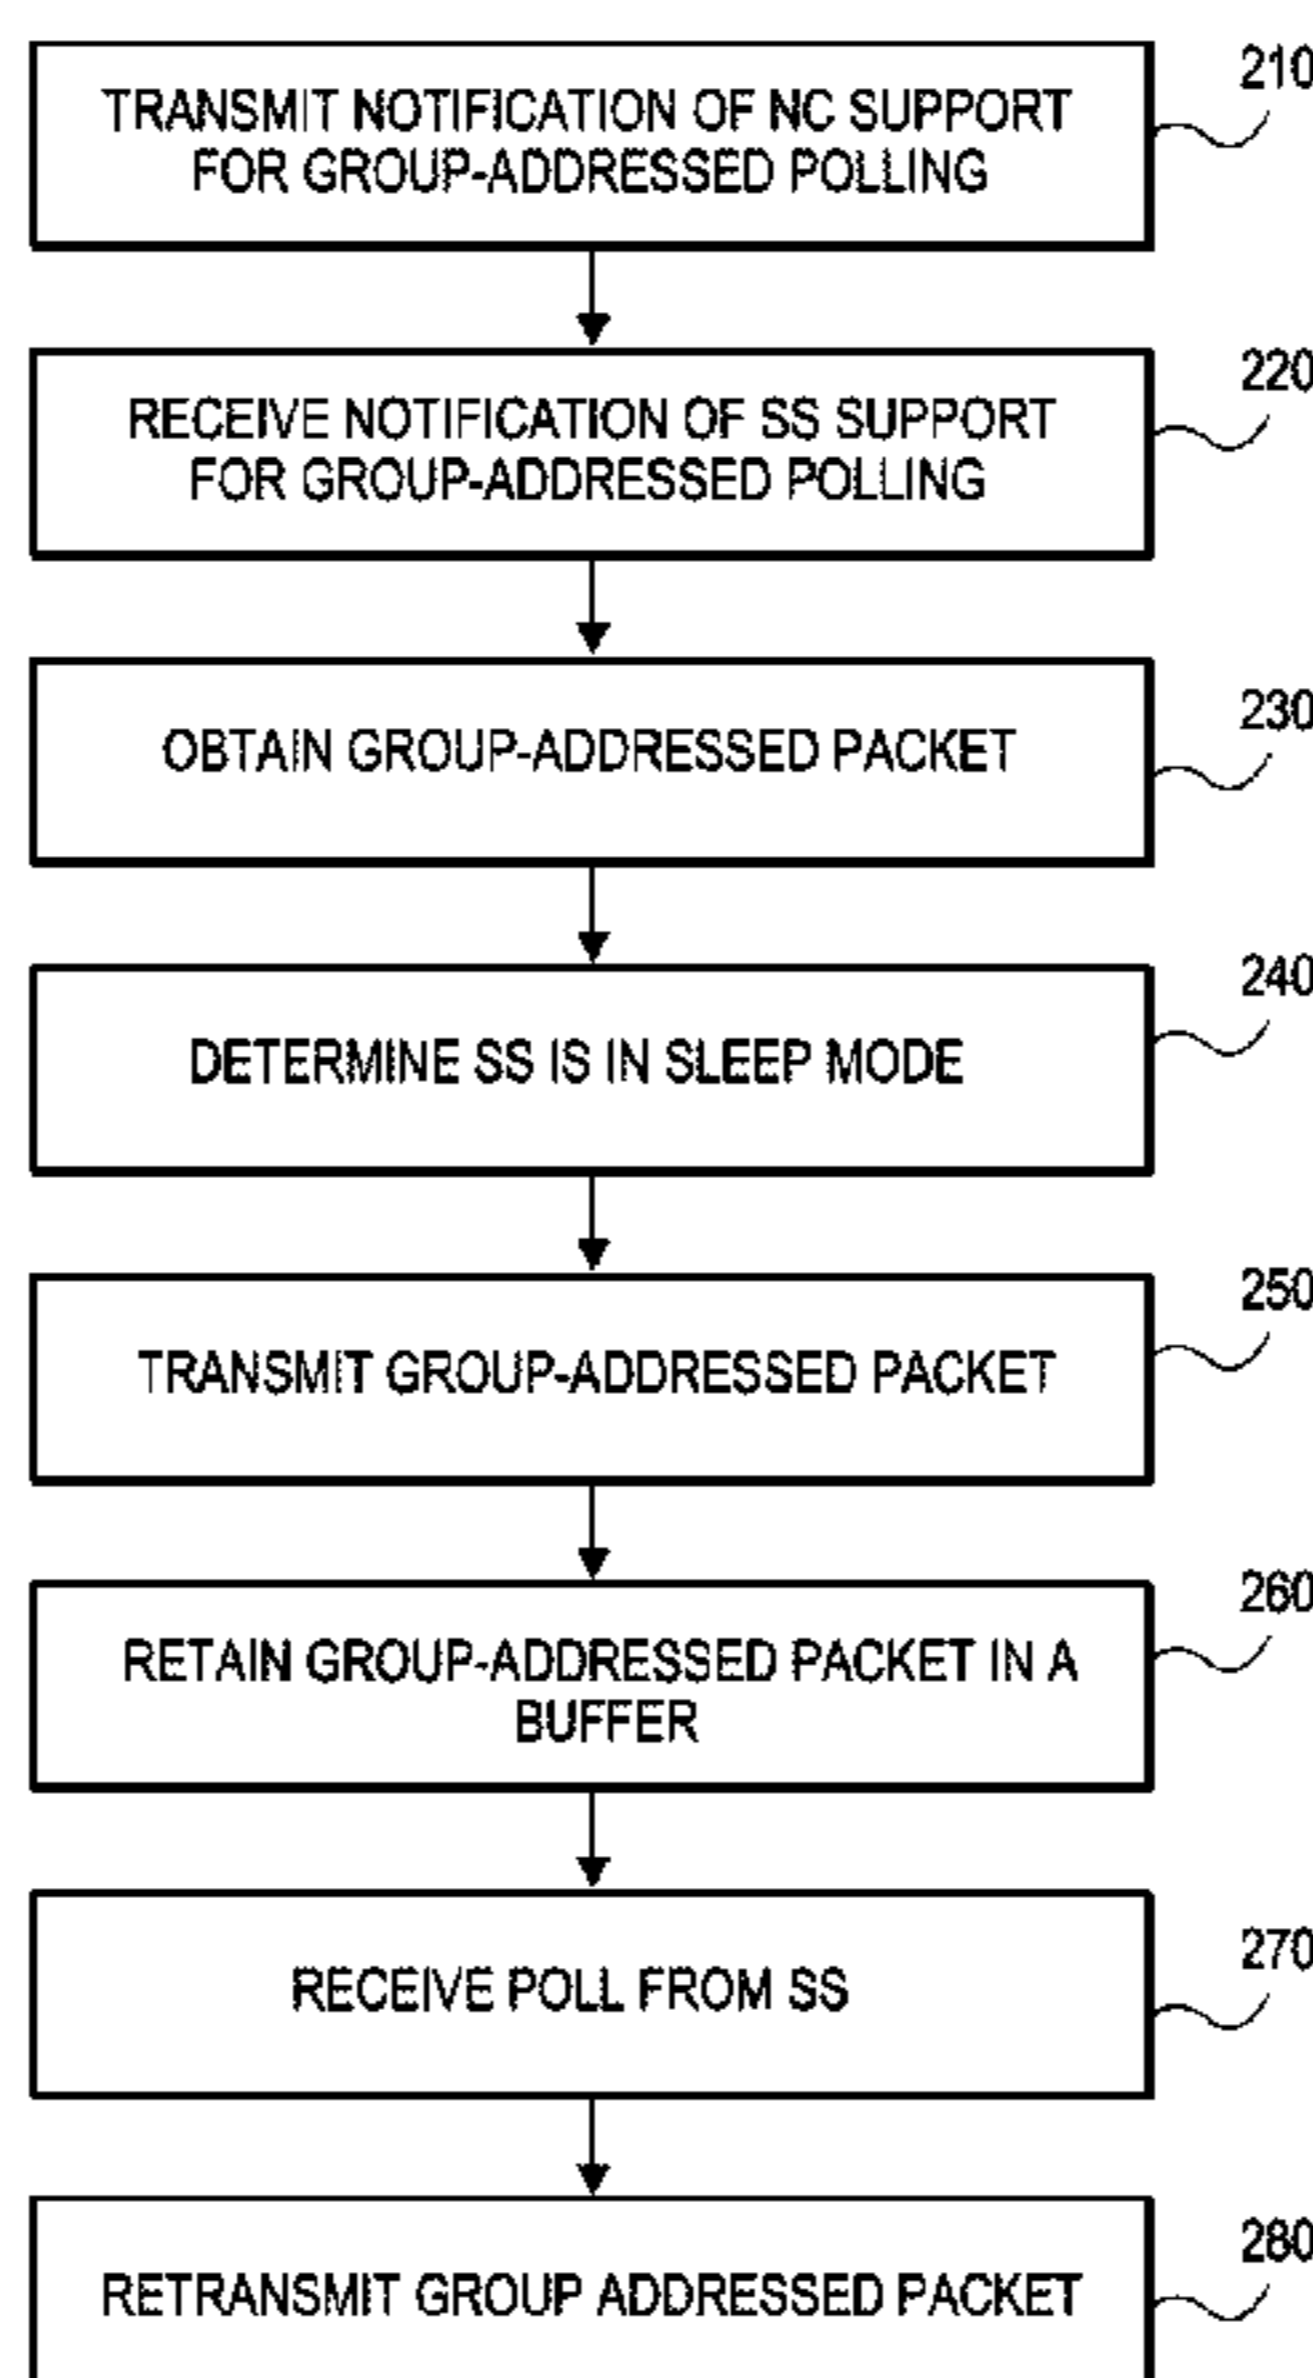 TRANSMIT NOTIFICATION OF NC SUPPORT
FOR GROUP-ADDRESSED POLLING
210
RECEIVE NOTIFICATION OF SS SUPPORT
FOR GROUP-ADDRESSED POLLING
220
OBTAIN GROUP-ADDRESSED PACKET
230
DETERMINE SS IS IN SLEEP MODE
240
TRANSMIT GROUP-ADDRESSED PACKET
250
RETAIN GROUP-ADDRESSED PACKET IN A
BUFFER
260
RECEIVE POLL FROM SS
270
RETRANSMIT GROUP ADDRESSED PACKET
280